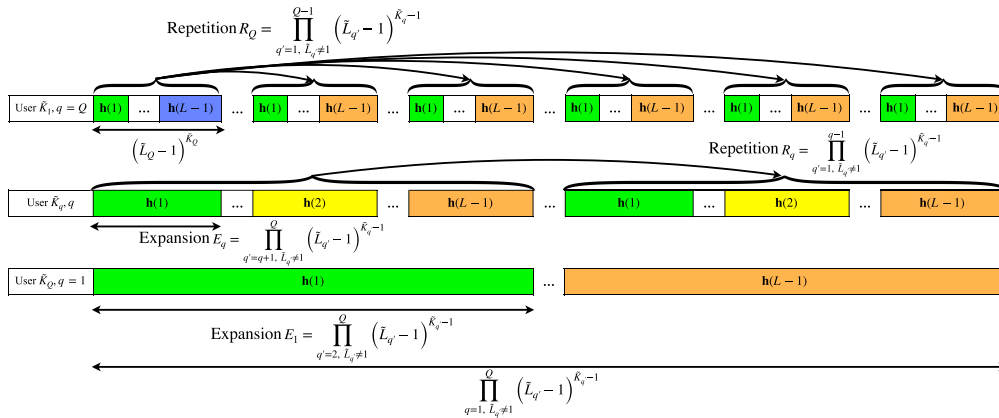 Repetition R_Q = ∏_{q'=1, L̃_{q'}≠1}^{Q-1} (L̃_{q'} − 1)^{K̃_{q'}−1}
User K̃_1, q = Q h(1) ... h(L − 1) ... h(1) ... h(L − 1) ... h(1) ... h(L − 1) ... h(1) ... h(L − 1) ... h(1) ... h(L − 1) ... h(1) ... h(L − 1)
(L̃_Q − 1)^{K̃_Q}
Repetition R_q = ∏_{q'=1, L̃_{q'}≠1}^{q-1} (L̃_{q'} − 1)^{K̃_{q'}−1}
User K̃_q, q h(1) ... h(2) ... h(L − 1) ... h(1) ... h(2) ... h(L − 1)
Expansion E_q = ∏_{q'=q+1, L̃_{q'}≠1}^{Q} (L̃_{q'} − 1)^{K̃_{q'}−1}
User K̃_Q, q = 1 h(1) ... h(L − 1)
Expansion E_1 = ∏_{q'=2, L̃_{q'}≠1}^{Q} (L̃_{q'} − 1)^{K̃_{q'}−1}
∏_{q=1, L̃_{q'}≠1}^{Q} (L̃_{q'} − 1)^{K̃_{q'}−1}